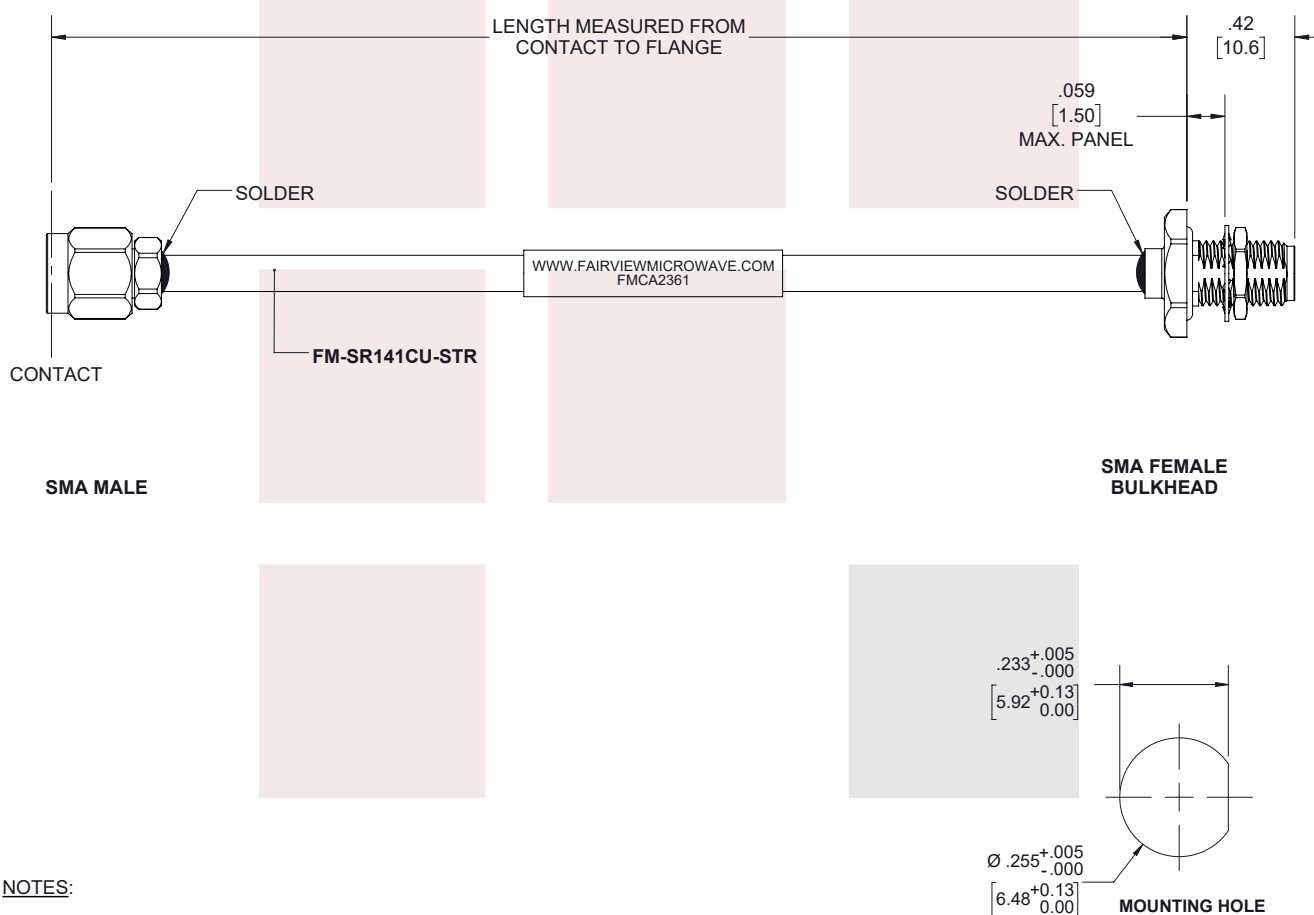 LENGTH MEASURED FROM
CONTACT TO FLANGE
.42
[10.6]
.059
[1.50]
MAX. PANEL
SOLDER
SOLDER
WWW.FAIRVIEWMICROWAVE.COM
FMCA2361
FM-SR141CU-STR
CONTACT
SMA MALE
SMA FEMALE
BULKHEAD
.233 +.005 -.000
[5.92 +0.13 0.00]
Ø .255 +.005 -.000
[6.48 +0.13 0.00]
MOUNTING HOLE
NOTES: